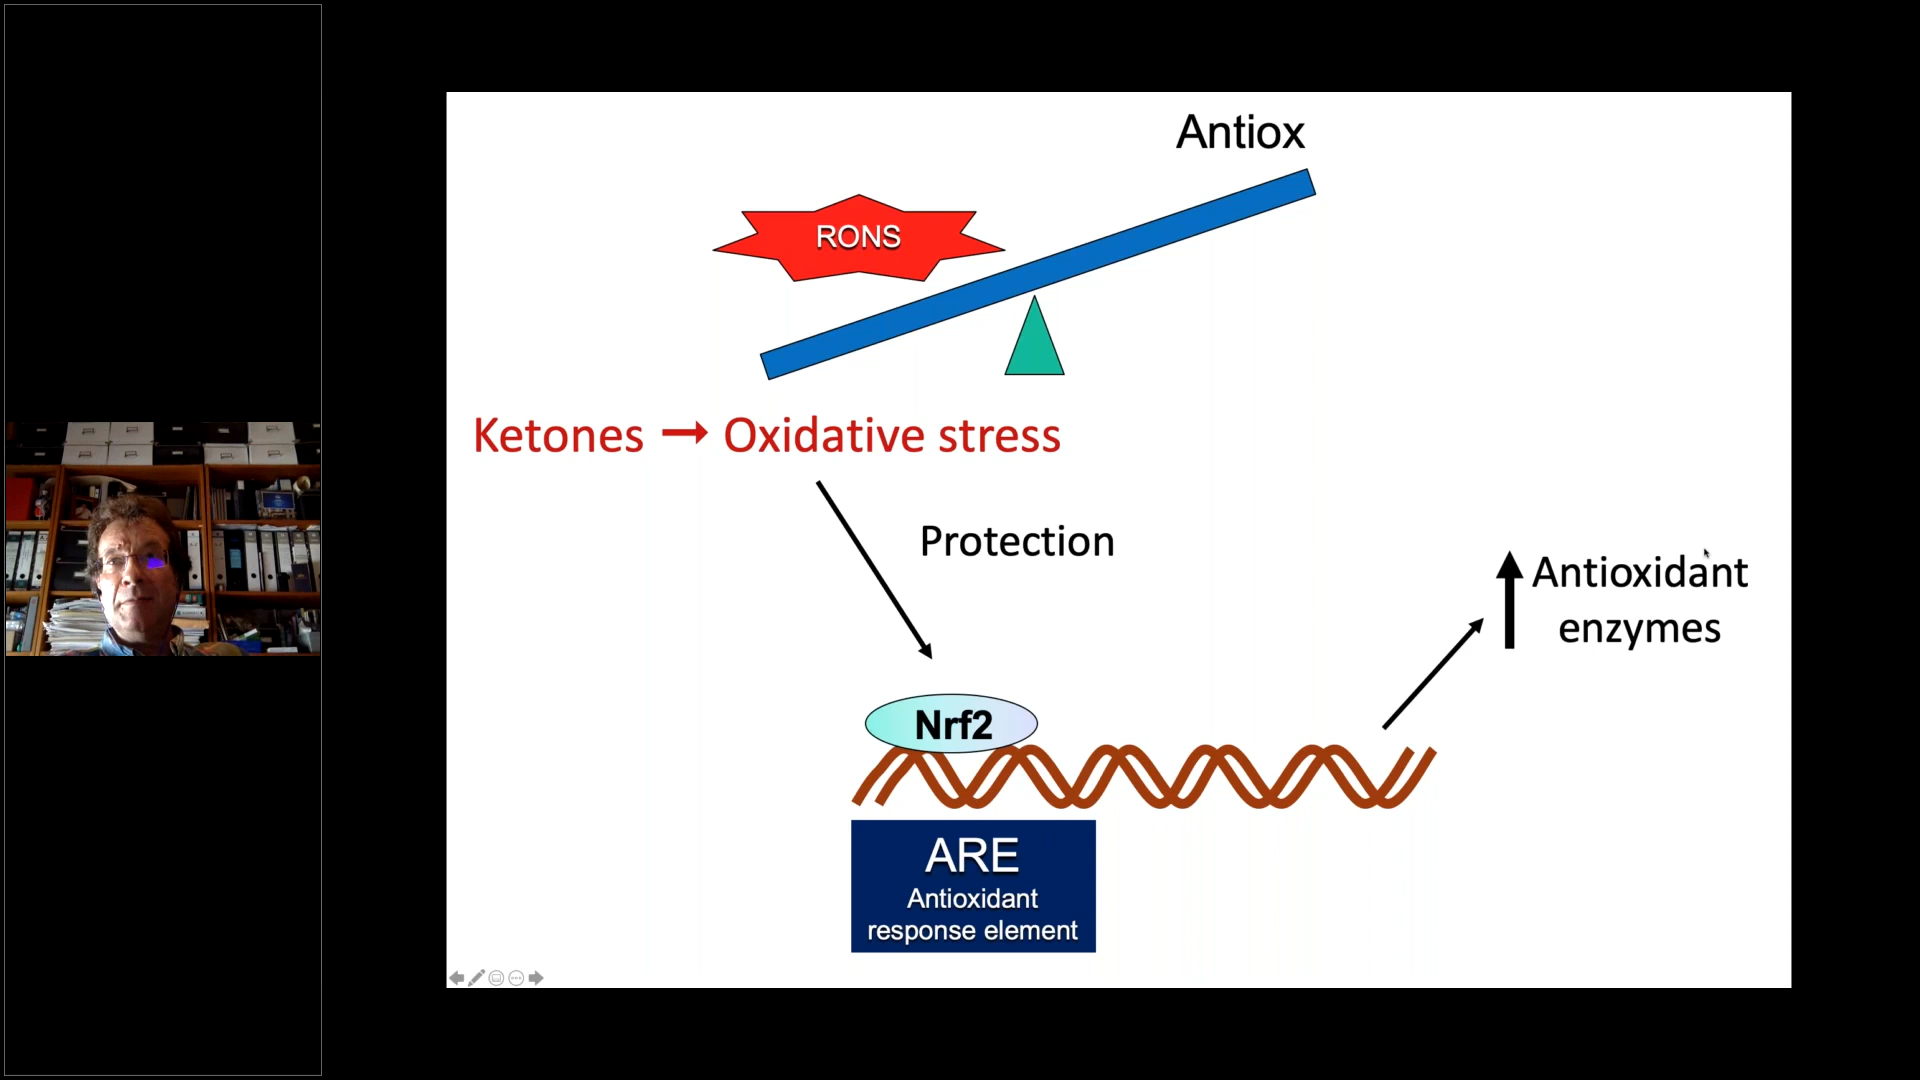 Antiox
RONS
Ketones → Oxidative stress
Protection
Antioxidant
enzymes
Nrf2
ARE
Antioxidant
response element